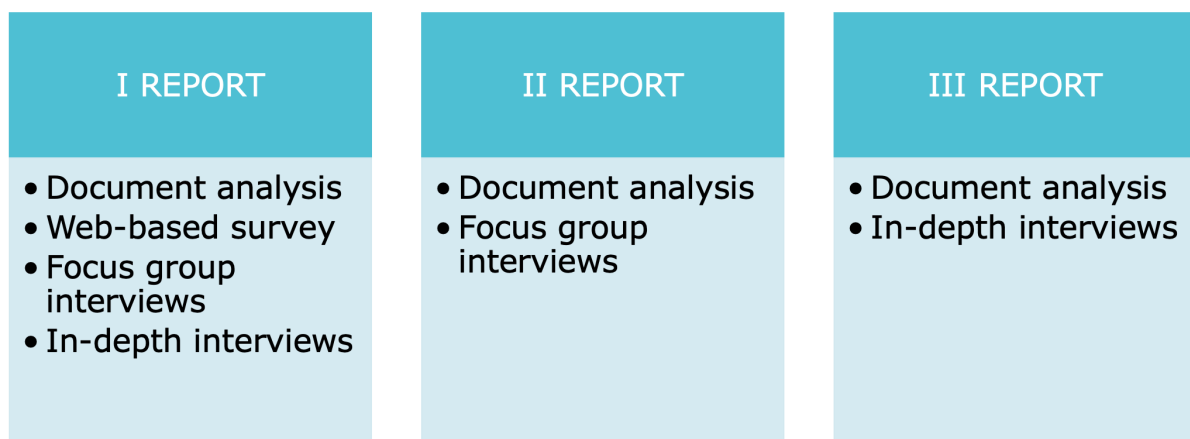 I REPORT
• Document analysis
• Web-based survey
• Focus group
interviews
• In-depth interviews
II REPORT
• Document analysis
• Focus group
interviews
III REPORT
• Document analysis
• In-depth interviews